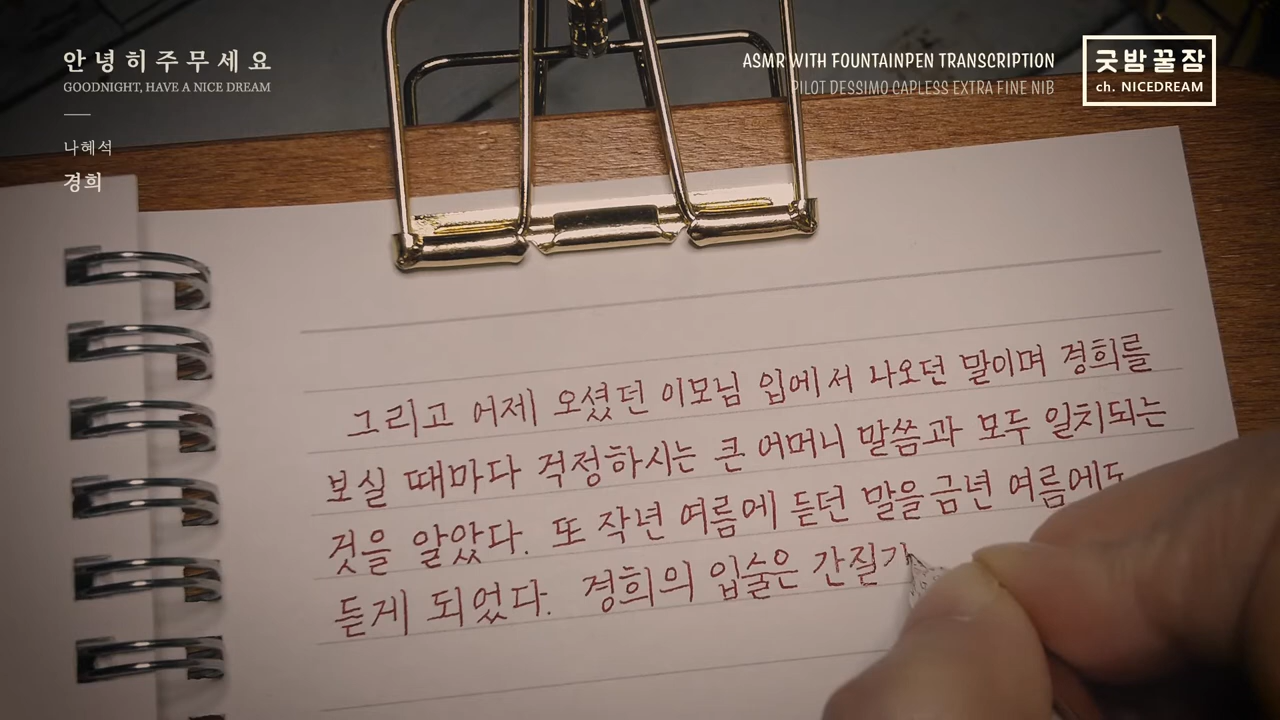 안녕히주무세요
GOODNIGHT, HAVE A NICE DREAM
나혜석
경희
ASMR WITH FOUNTAINPEN TRANSCRIPTION
PILOT DESSIMO CAPLESS EXTRA FINE NIB
굿밤꿀잠
ch. NICEDREAM
그리고 어제 오셨던 이모님 입에서 나오던 말이며 경희를
보실 때마다 걱정하시는 큰 어머니 말씀과 모두 일치되는
것을 알았다. 또 작년 여름에 듣던 말을 금년 여름에도
듣게 되었다. 경희의 입술은 간질가